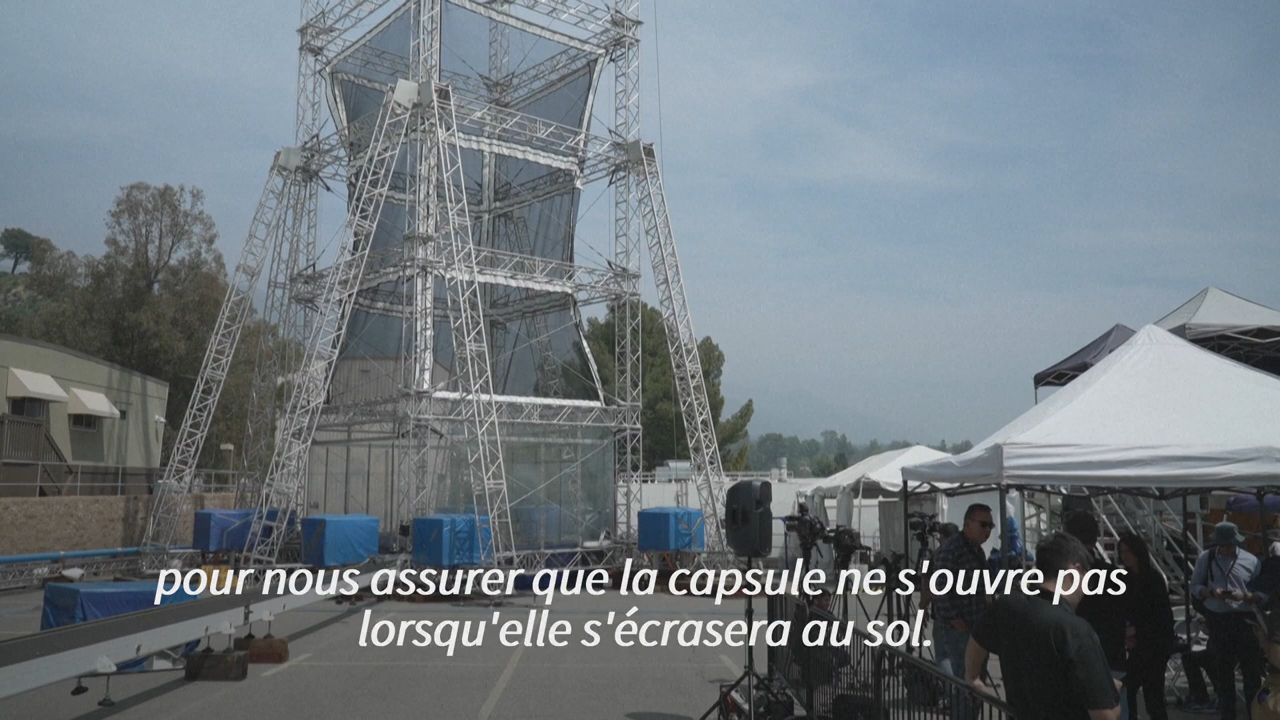 pour nous assurer que la capsule ne s'ouvre pas
lorsqu'elle s'écrasera au sol.